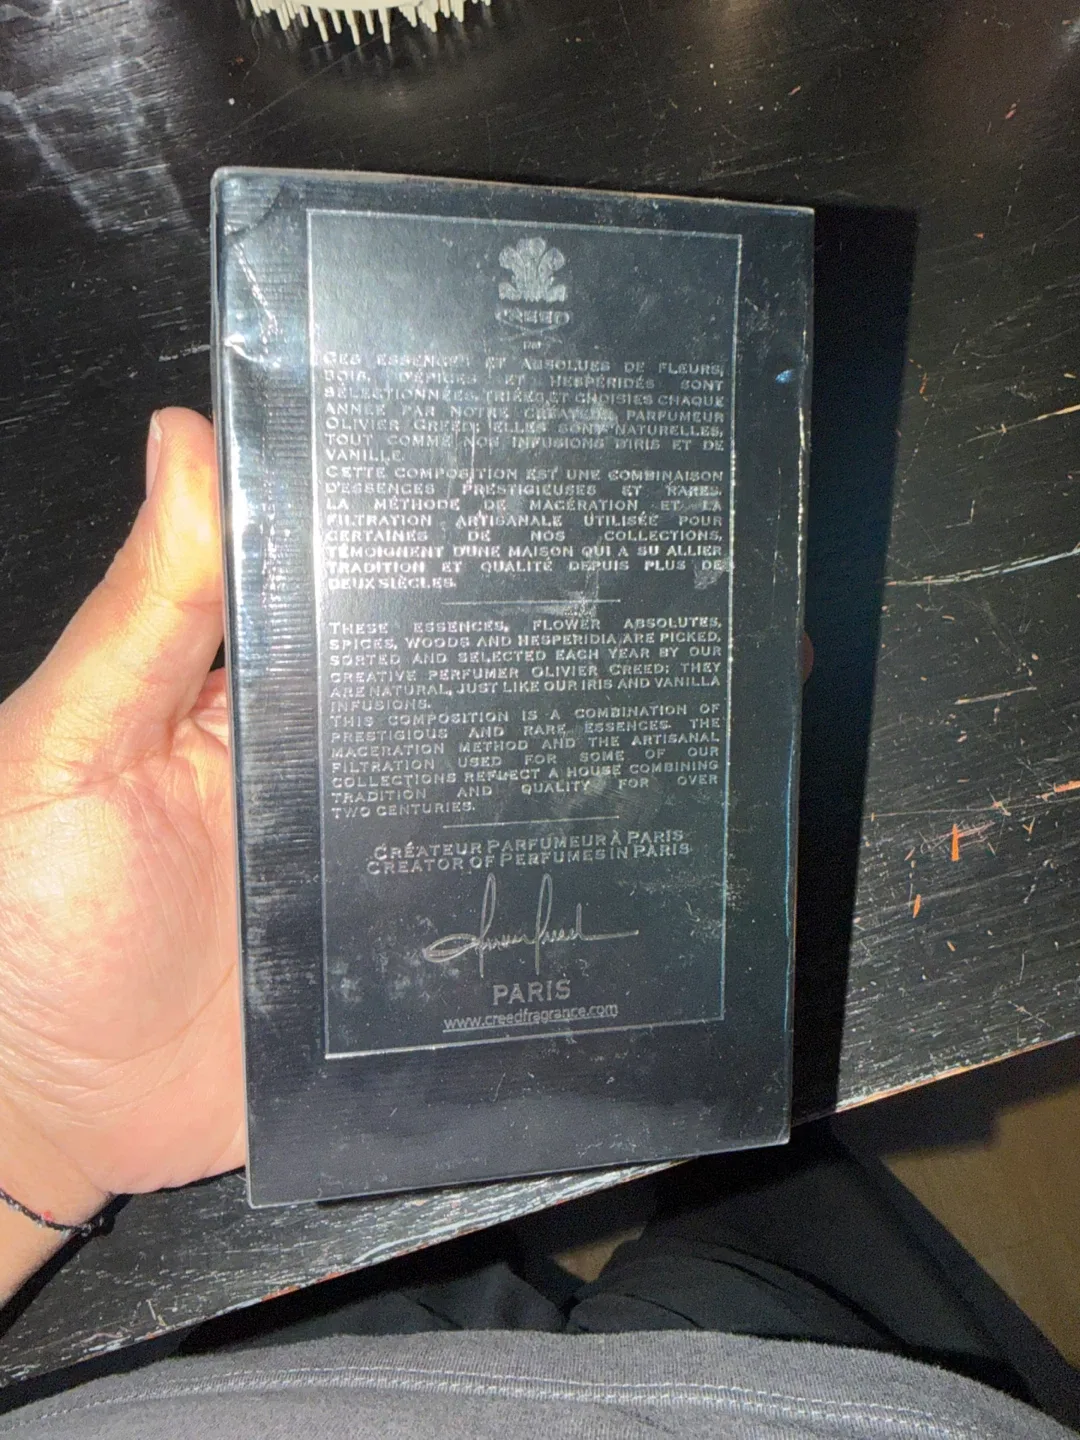 CREED
CES ESSENCES ET ABSOLUES DE FLEURS,
BOIS, D'ÉPICES ET HESPÉRIDÉS SONT
SÉLECTIONNÉES, TRIÉES ET CHOISIES CHAQUE
ANNÉE PAR NOTRE CRÉATEUR PARFUMEUR
OLIVIER CREED; ELLES SONT NATURELLES,
TOUT COMME NOS INFUSIONS D'IRIS ET DE
VANILLE.
CETTE COMPOSITION EST UNE COMBINAISON
D'ESSENCES PRESTIGIEUSES ET RARES.
LA MÉTHODE DE MACÉRATION ET LA
FILTRATION ARTISANALE UTILISÉE POUR
CERTAINES DE NOS COLLECTIONS,
TÉMOIGNENT D'UNE MAISON QUI A SU ALLIER
TRADITION ET QUALITÉ DEPUIS PLUS DE
DEUX SIÈCLES.
THESE ESSENCES, FLOWER ABSOLUTES,
SPICES, WOODS AND HESPERIDIA ARE PICKED,
SORTED AND SELECTED EACH YEAR BY OUR
CREATIVE PERFUMER OLIVIER CREED; THEY
ARE NATURAL, JUST LIKE OUR IRIS AND VANILLA
INFUSIONS.
THIS COMPOSITION IS A COMBINATION OF
PRESTIGIOUS AND RARE ESSENCES. THE
MACERATION METHOD AND THE ARTISANAL
FILTRATION USED FOR SOME OF OUR
COLLECTIONS REFLECT A HOUSE COMBINING
TRADITION AND QUALITY FOR OVER
TWO CENTURIES.
CRÉATEUR PARFUMEUR À PARIS
CREATOR OF PERFUMES IN PARIS
Olivier Creed
PARIS
www.creedfragrance.com